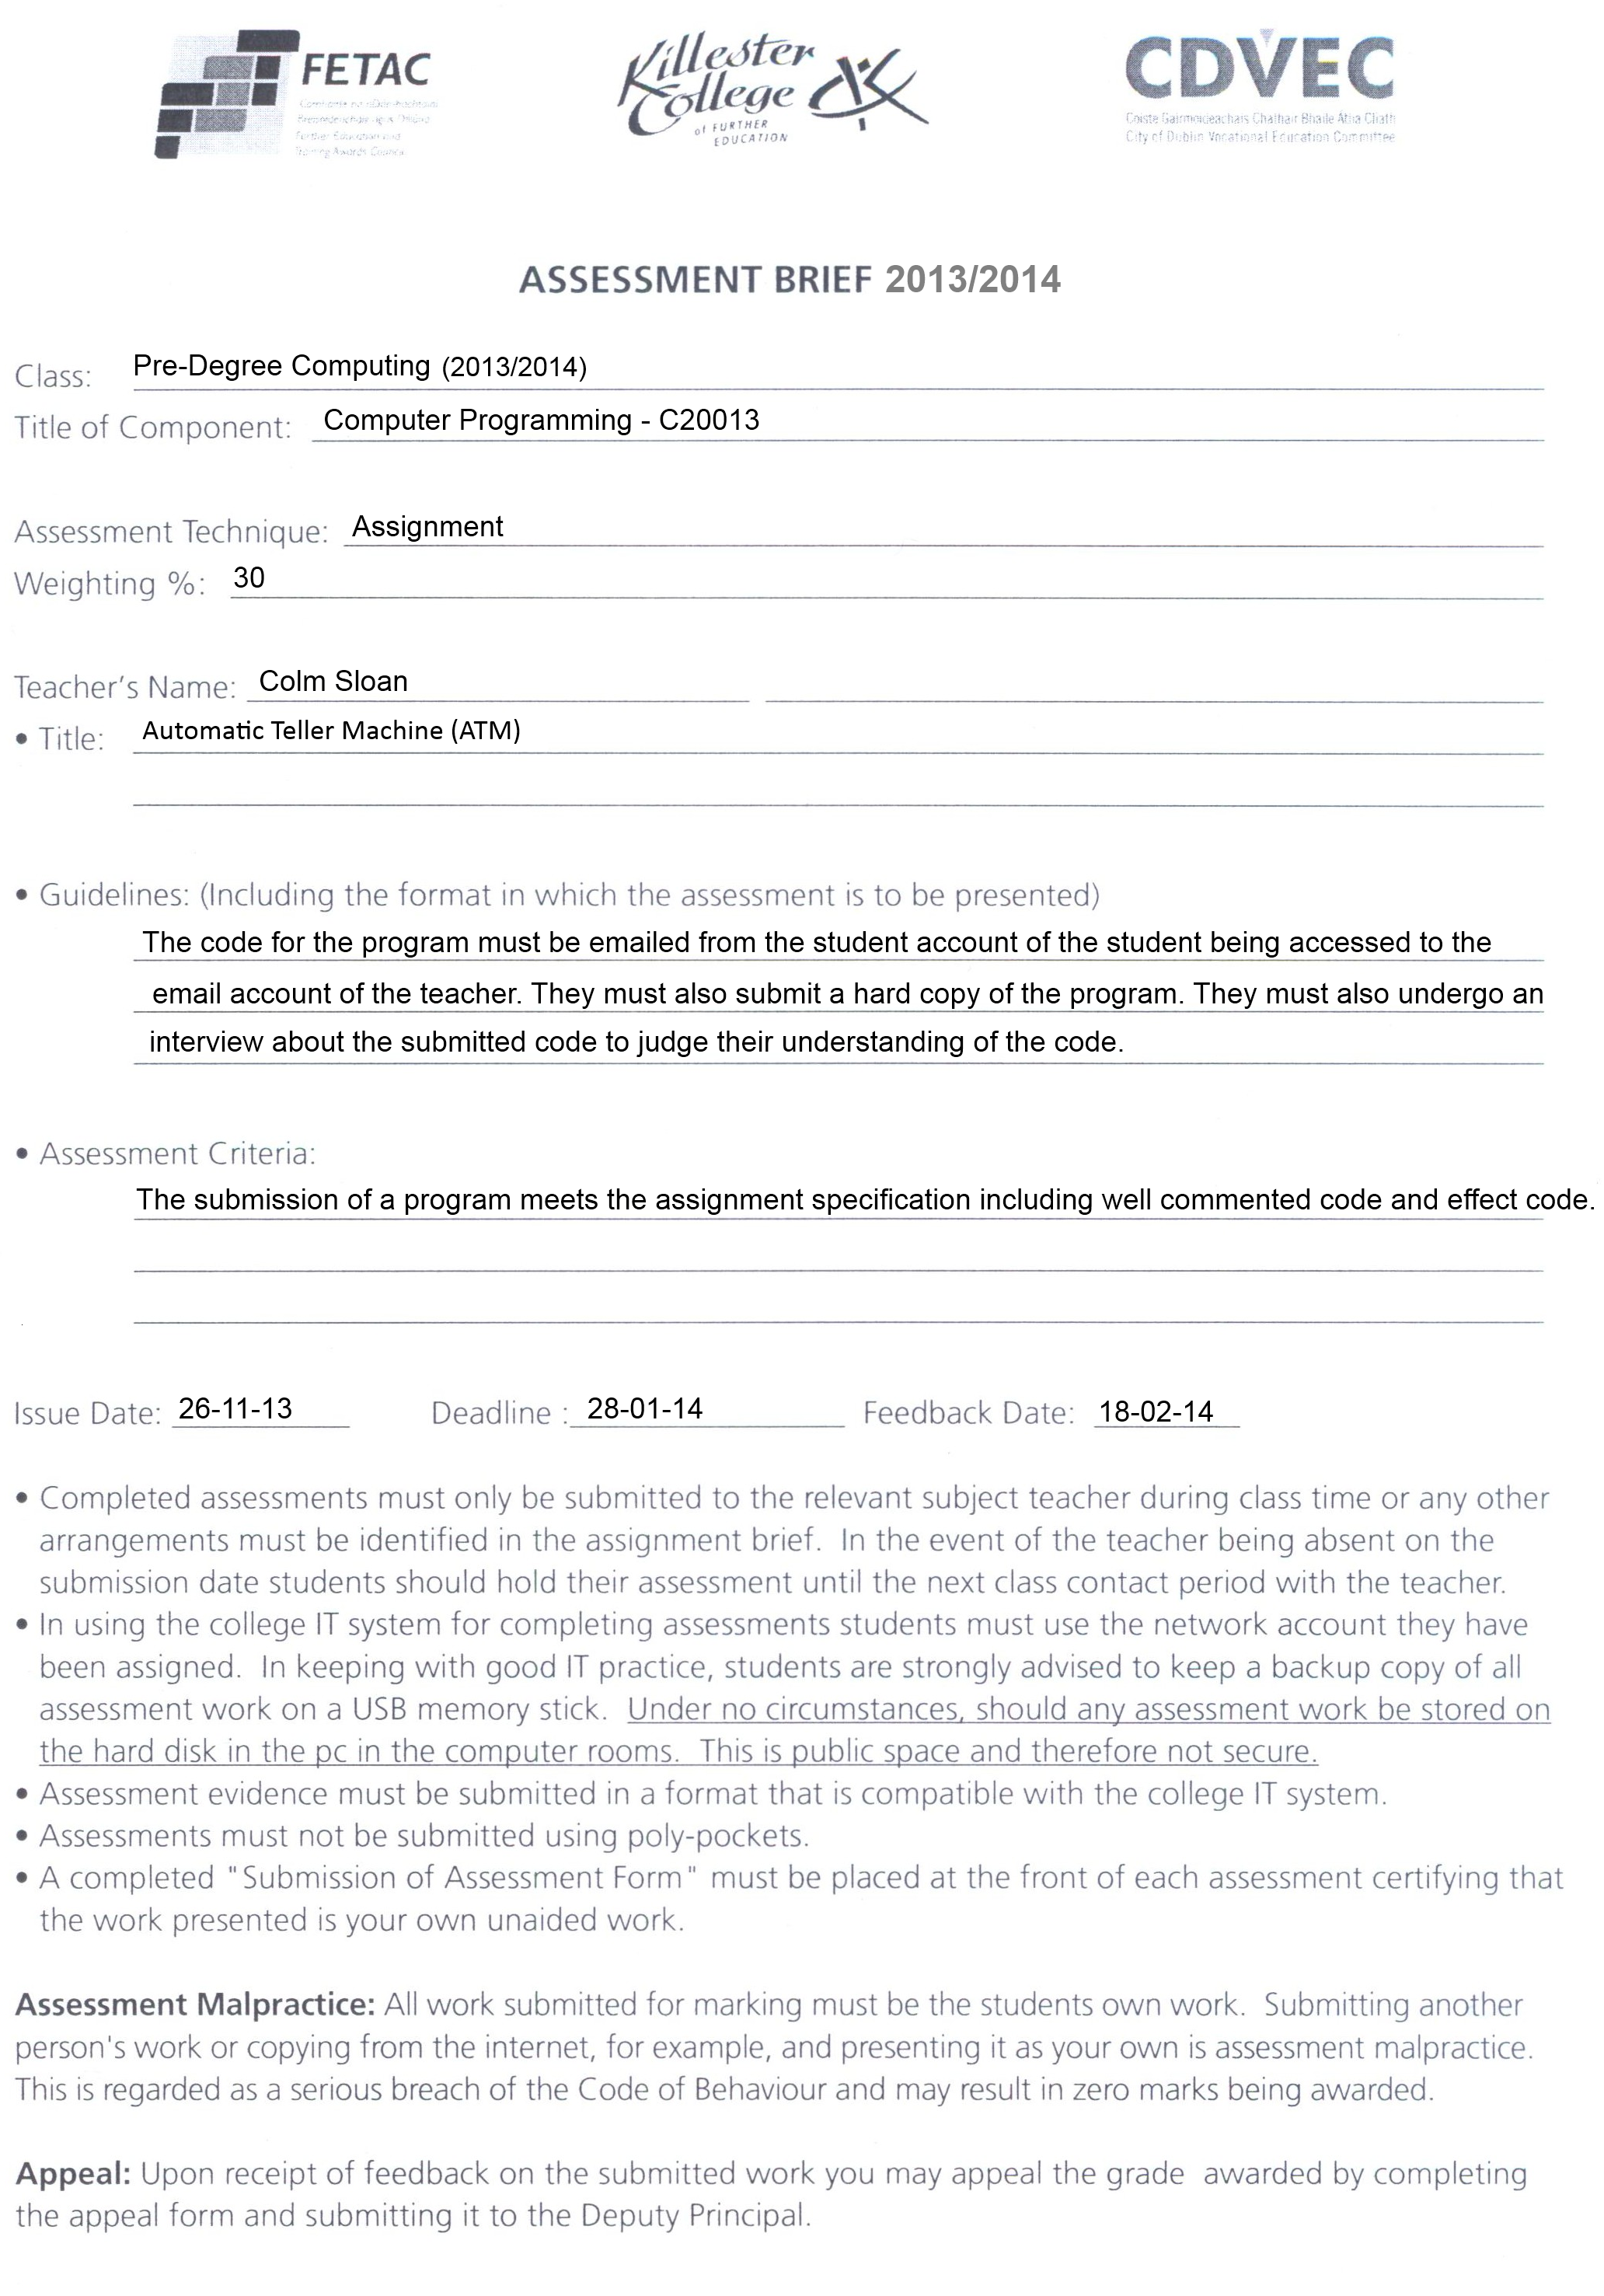 FETAC
Further Education and
Training Awards Council
Killester
College
of FURTHER
EDUCATION
CDVEC
Coiste Gairmoideachais Chathair Bhaile Átha Cliath
City of Dublin Vocational Education Committee
ASSESSMENT BRIEF 2013/2014
Class: Pre-Degree Computing (2013/2014)
Title of Component: Computer Programming - C20013
Assessment Technique: Assignment
Weighting %: 30
Teacher's Name: Colm Sloan
• Title: Automatic Teller Machine (ATM)
• Guidelines: (Including the format in which the assessment is to be presented)
The code for the program must be emailed from the student account of the student being accessed to the
email account of the teacher. They must also submit a hard copy of the program. They must also undergo an
interview about the submitted code to judge their understanding of the code.
• Assessment Criteria:
The submission of a program meets the assignment specification including well commented code and effect code.
Issue Date: 26-11-13 Deadline : 28-01-14 Feedback Date: 18-02-14
• Completed assessments must only be submitted to the relevant subject teacher during class time or any other
arrangements must be identified in the assignment brief. In the event of the teacher being absent on the
submission date students should hold their assessment until the next class contact period with the teacher.
• In using the college IT system for completing assessments students must use the network account they have
been assigned. In keeping with good IT practice, students are strongly advised to keep a backup copy of all
assessment work on a USB memory stick. Under no circumstances, should any assessment work be stored on
the hard disk in the pc in the computer rooms. This is public space and therefore not secure.
• Assessment evidence must be submitted in a format that is compatible with the college IT system.
• Assessments must not be submitted using poly-pockets.
• A completed "Submission of Assessment Form" must be placed at the front of each assessment certifying that
the work presented is your own unaided work.
Assessment Malpractice: All work submitted for marking must be the students own work. Submitting another
person's work or copying from the internet, for example, and presenting it as your own is assessment malpractice.
This is regarded as a serious breach of the Code of Behaviour and may result in zero marks being awarded.
Appeal: Upon receipt of feedback on the submitted work you may appeal the grade awarded by completing
the appeal form and submitting it to the Deputy Principal.